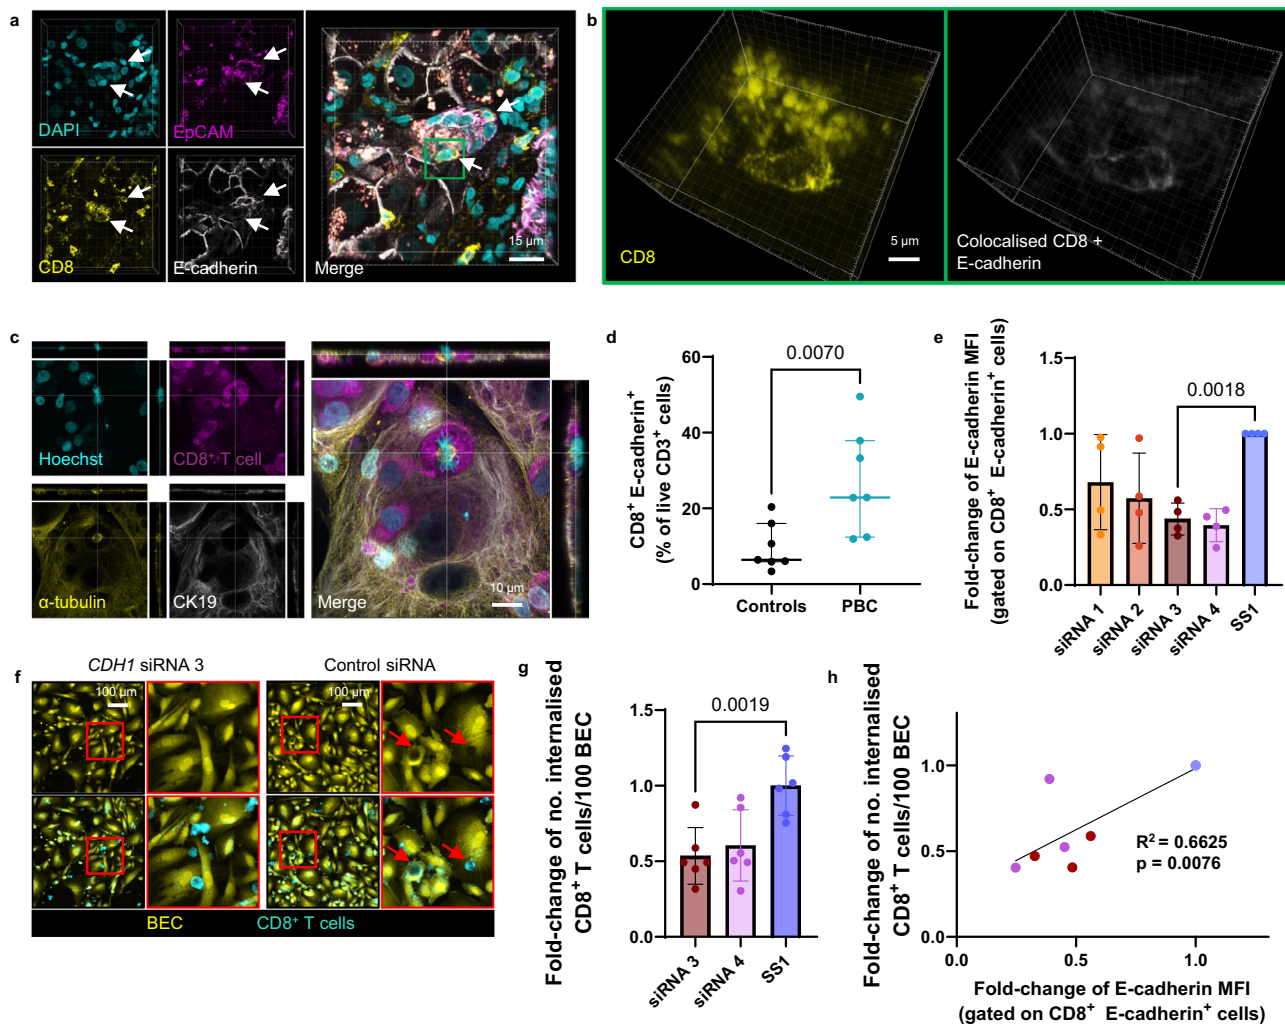 a
DAPI
EpCAM
CD8
E-cadherin
Merge
15 µm
b
CD8
5 µm
Colocalised CD8 +
E-cadherin
c
Hoechst
CD8⁺ T cell
α-tubulin
CK19
Merge
10 µm
d
CD8⁺ E-cadherin⁺
(% of live CD3⁺ cells)
60
40
20
0
0.0070
Controls
PBC
e
Fold-change of E-cadherin MFI
(gated on CD8⁺ E-cadherin⁺ cells)
1.5
1.0
0.5
0.0
0.0018
siRNA 1
siRNA 2
siRNA 3
siRNA 4
SS1
f
CDH1 siRNA 3
Control siRNA
100 µm
100 µm
BEC
CD8⁺ T cells
g
Fold-change of no. internalised
CD8⁺ T cells/100 BEC
1.5
1.0
0.5
0.0
0.0019
siRNA 3
siRNA 4
SS1
h
Fold-change of no. internalised
CD8⁺ T cells/100 BEC
1.0
0.5
0.0
R² = 0.6625
p = 0.0076
0.0
0.5
1.0
Fold-change of E-cadherin MFI
(gated on CD8⁺ E-cadherin⁺ cells)